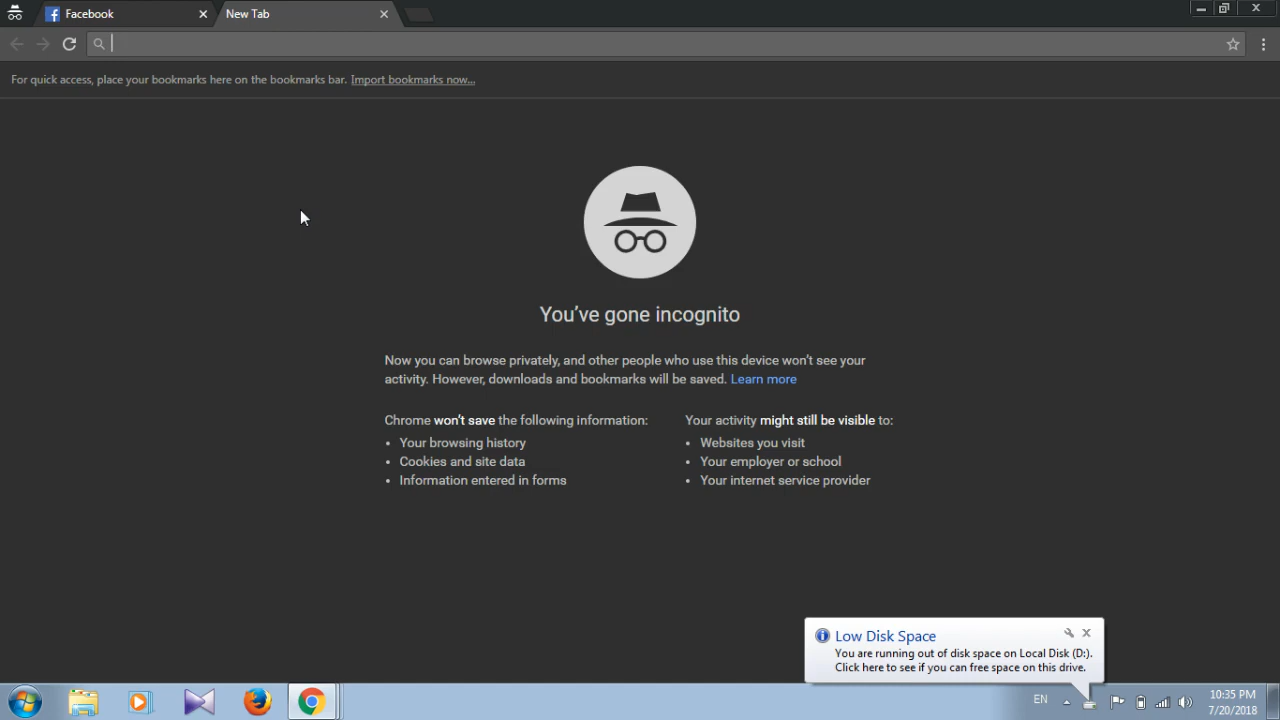 Facebook
New Tab
For quick access, place your bookmarks here on the bookmarks bar. Import bookmarks now...
You've gone incognito
Now you can browse privately, and other people who use this device won't see your
activity. However, downloads and bookmarks will be saved. Learn more
Chrome won't save the following information:
Your browsing history
Cookies and site data
Information entered in forms
Your activity might still be visible to:
Websites you visit
Your employer or school
Your internet service provider
Low Disk Space
You are running out of disk space on Local Disk (D:).
Click here to see if you can free space on this drive.
EN
10:35 PM
7/20/2018